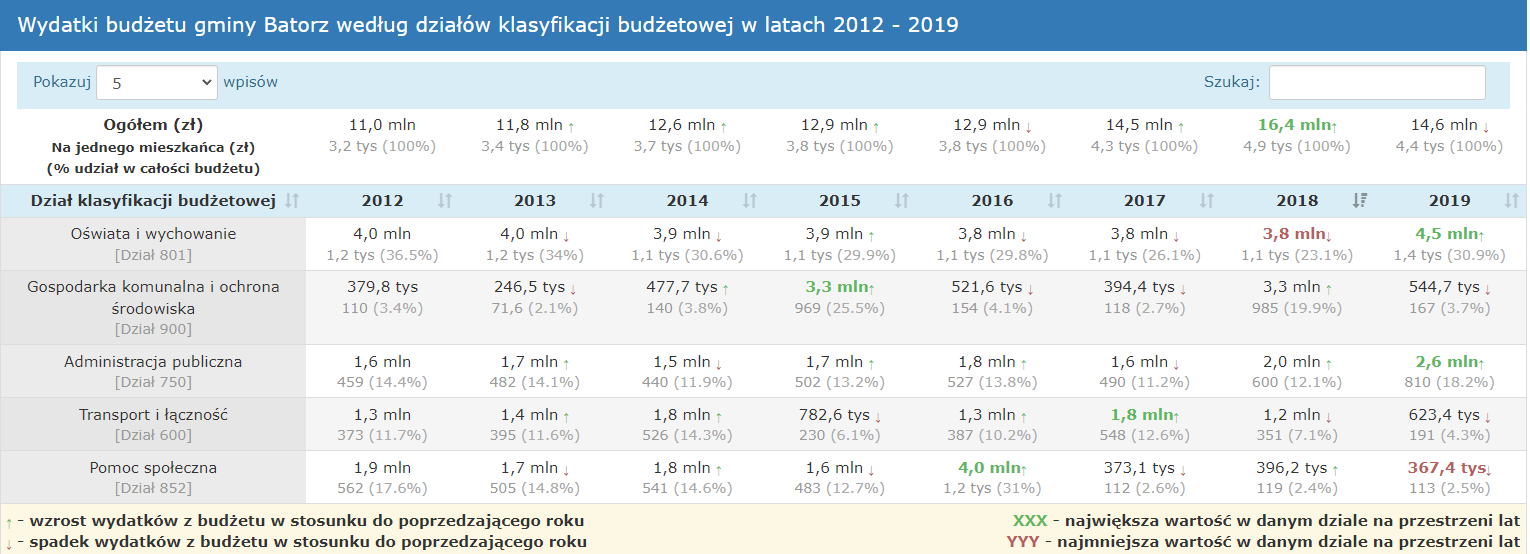 Wydatki budżetu gminy Batorz według działów klasyfikacji budżetowej w latach 2012 - 2019
Pokazuj 5 wpisów Szukaj:
Ogółem (zł) 11,0 mln 11,8 mln ↑ 12,6 mln ↑ 12,9 mln ↑ 12,9 mln ↓ 14,5 mln ↑ 16,4 mln↑ 14,6 mln ↓
Na jednego mieszkańca (zł) 3,2 tys (100%) 3,4 tys (100%) 3,7 tys (100%) 3,8 tys (100%) 3,8 tys (100%) 4,3 tys (100%) 4,9 tys (100%) 4,4 tys (100%)
(% udział w całości budżetu)
Dział klasyfikacji budżetowej 2012 2013 2014 2015 2016 2017 2018 2019
Oświata i wychowanie 4,0 mln 4,0 mln ↓ 3,9 mln ↓ 3,9 mln ↑ 3,8 mln ↓ 3,8 mln ↓ 3,8 mln↓ 4,5 mln↑
[Dział 801] 1,2 tys (36.5%) 1,2 tys (34%) 1,1 tys (30.6%) 1,1 tys (29.9%) 1,1 tys (29.8%) 1,1 tys (26.1%) 1,1 tys (23.1%) 1,4 tys (30.9%)
Gospodarka komunalna i ochrona 379,8 tys 246,5 tys ↓ 477,7 tys ↑ 3,3 mln↑ 521,6 tys ↓ 394,4 tys ↓ 3,3 mln ↑ 544,7 tys ↓
środowiska 110 (3.4%) 71,6 (2.1%) 140 (3.8%) 969 (25.5%) 154 (4.1%) 118 (2.7%) 985 (19.9%) 167 (3.7%)
[Dział 900]
Administracja publiczna 1,6 mln 1,7 mln ↑ 1,5 mln ↓ 1,7 mln ↑ 1,8 mln ↑ 1,6 mln ↓ 2,0 mln ↑ 2,6 mln↑
[Dział 750] 459 (14.4%) 482 (14.1%) 440 (11.9%) 502 (13.2%) 527 (13.8%) 490 (11.2%) 600 (12.1%) 810 (18.2%)
Transport i łączność 1,3 mln 1,4 mln ↑ 1,8 mln ↑ 782,6 tys ↓ 1,3 mln ↑ 1,8 mln↑ 1,2 mln ↓ 623,4 tys ↓
[Dział 600] 373 (11.7%) 395 (11.6%) 526 (14.3%) 230 (6.1%) 387 (10.2%) 548 (12.6%) 351 (7.1%) 191 (4.3%)
Pomoc społeczna 1,9 mln 1,7 mln ↓ 1,8 mln ↑ 1,6 mln ↓ 4,0 mln↑ 373,1 tys ↓ 396,2 tys ↑ 367,4 tys↓
[Dział 852] 562 (17.6%) 505 (14.8%) 541 (14.6%) 483 (12.7%) 1,2 tys (31%) 112 (2.6%) 119 (2.4%) 113 (2.5%)
↑ - wzrost wydatków z budżetu w stosunku do poprzedzającego roku XXX - największa wartość w danym dziale na przestrzeni lat
↓ - spadek wydatków z budżetu w stosunku do poprzedzającego roku YYY - najmniejsza wartość w danym dziale na przestrzeni lat